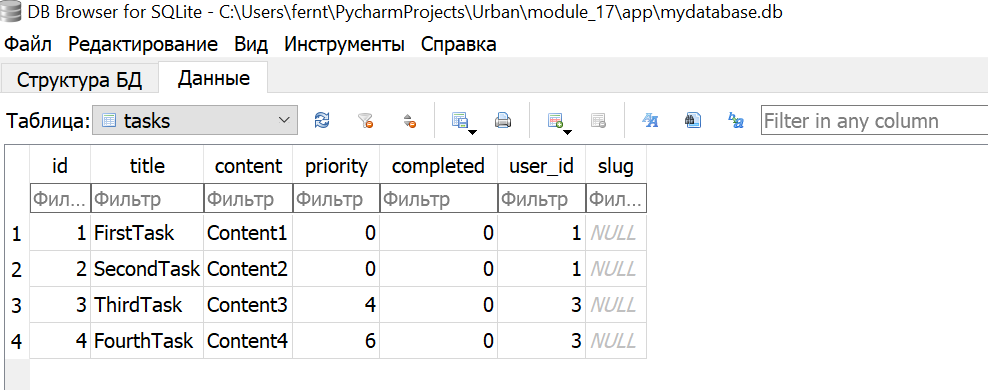 DB Browser for SQLite - C:\Users\fernt\PycharmProjects\Urban\module_17\app\mydatabase.db
Файл Редактирование Вид Инструменты Справка
Структура БД Данные
Таблица: tasks Filter in any column
id title content priority completed user_id slug
Фил... Фильтр Фильтр Фильтр Фильтр Фильтр Фил...
1 1 FirstTask Content1 0 0 1 NULL
2 2 SecondTask Content2 0 0 1 NULL
3 3 ThirdTask Content3 4 0 3 NULL
4 4 FourthTask Content4 6 0 3 NULL